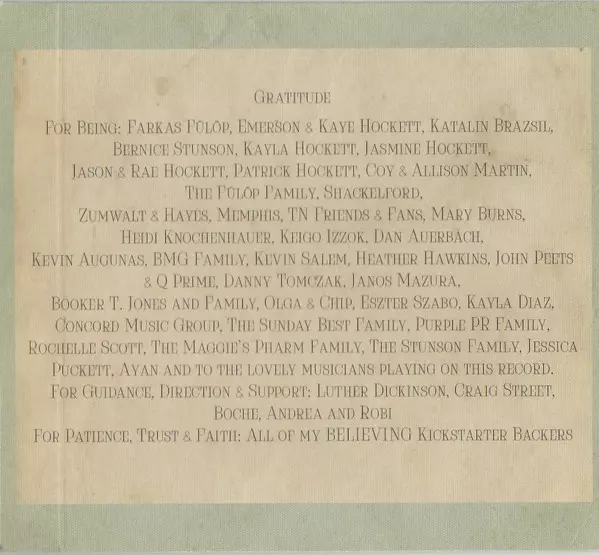 Gratitude
For Being: Farkas Fülöp, Emerson & Kaye Hockett, Katalin Brazsil,
Bernice Stunson, Kayla Hockett, Jasmine Hockett,
Jason & Rae Hockett, Patrick Hockett, Coy & Allison Martin,
The Fülöp Family, Shackelford,
Zumwalt & Hayes, Memphis, TN Friends & Fans, Mary Burns,
Heidi Knochenhauer, Keigo Izzok, Dan Auerbach,
Kevin Augunas, BMG Family, Kevin Salem, Heather Hawkins, John Peets
& Q Prime, Danny Tomczak, Janos Mazura,
Booker T. Jones and Family, Olga & Chip, Eszter Szabo, Kayla Diaz,
Concord Music Group, The Sunday Best Family, Purple PR Family,
Rochelle Scott, The Maggie's Pharm Family, The Stunson Family, Jessica
Puckett, Ayan and to the lovely musicians playing on this record.
For Guidance, Direction & Support: Luther Dickinson, Craig Street,
Boche, Andrea and Robi
For Patience, Trust & Faith: All of my BELIEVING Kickstarter Backers